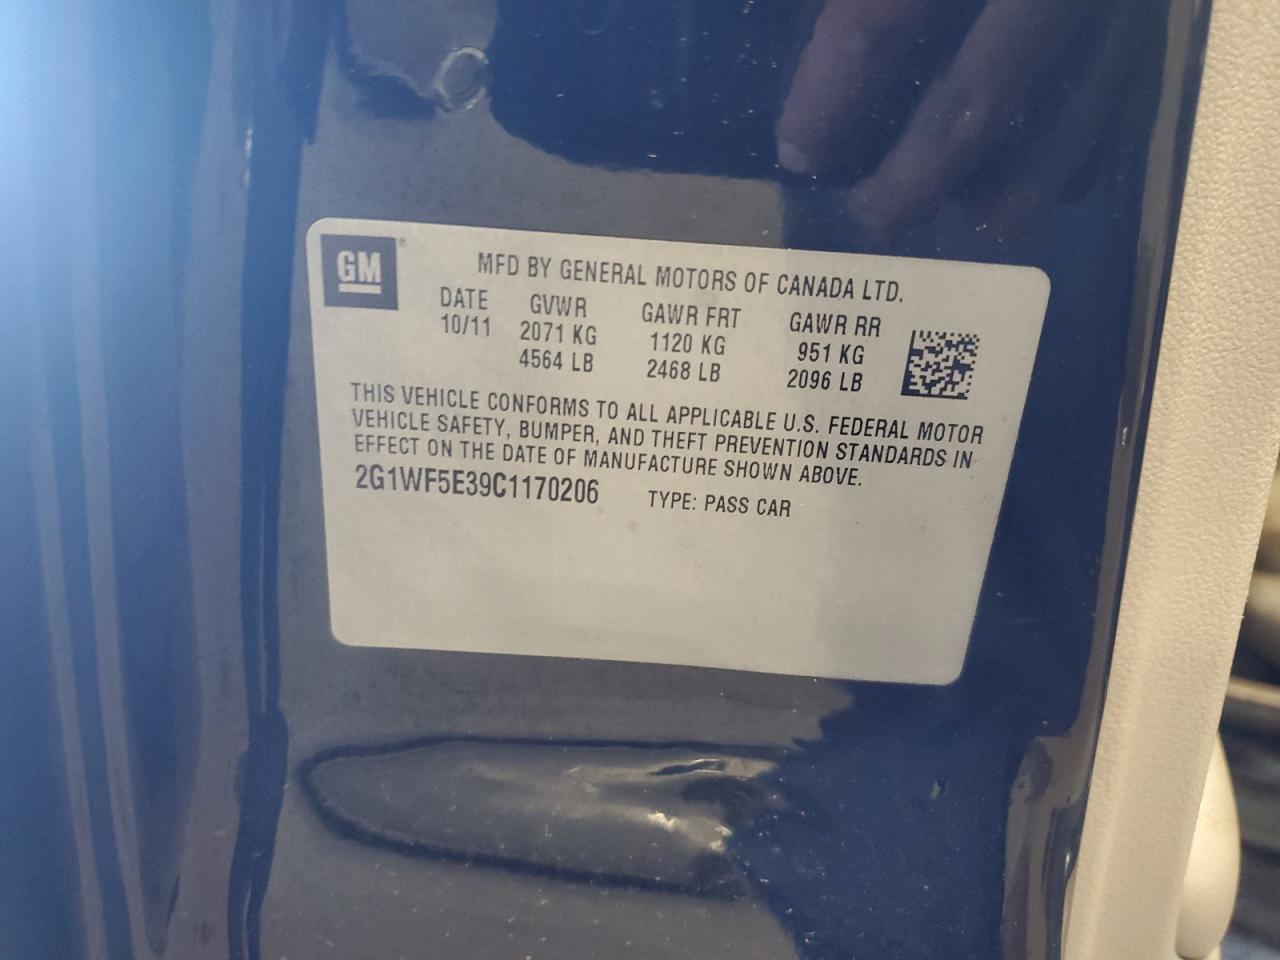 GM®
MFD BY GENERAL MOTORS OF CANADA LTD.
DATE GVWR GAWR FRT GAWR RR
10/11 2071 KG 1120 KG 951 KG
4564 LB 2468 LB 2096 LB
THIS VEHICLE CONFORMS TO ALL APPLICABLE U.S. FEDERAL MOTOR
VEHICLE SAFETY, BUMPER, AND THEFT PREVENTION STANDARDS IN
EFFECT ON THE DATE OF MANUFACTURE SHOWN ABOVE.
2G1WF5E39C1170206 TYPE: PASS CAR